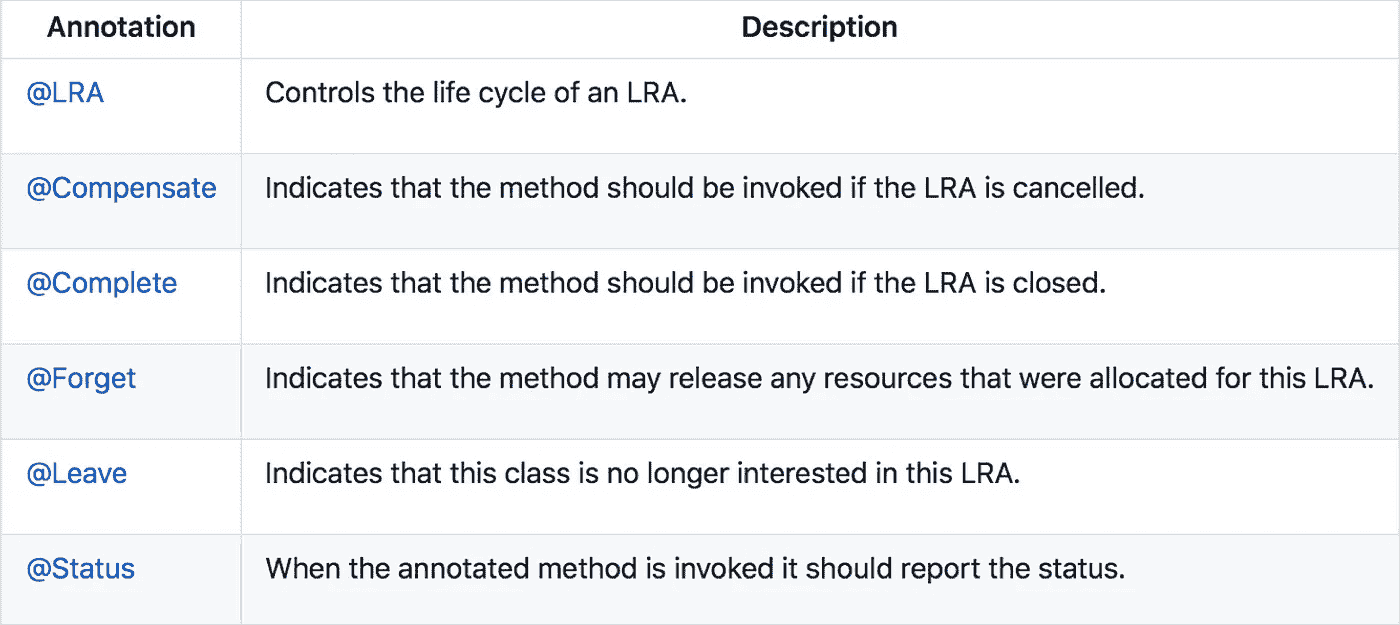 Annotation Description
@LRA Controls the life cycle of an LRA.
@Compensate Indicates that the method should be invoked if the LRA is cancelled.
@Complete Indicates that the method should be invoked if the LRA is closed.
@Forget Indicates that the method may release any resources that were allocated for this LRA.
@Leave Indicates that this class is no longer interested in this LRA.
@Status When the annotated method is invoked it should report the status.